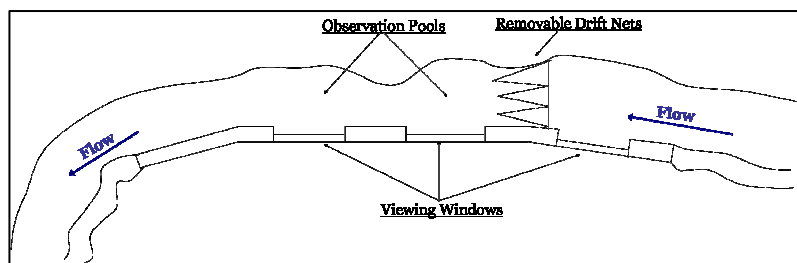 Removable Drift Nets
Observation Pools
Flow
Flow
Viewing Windows